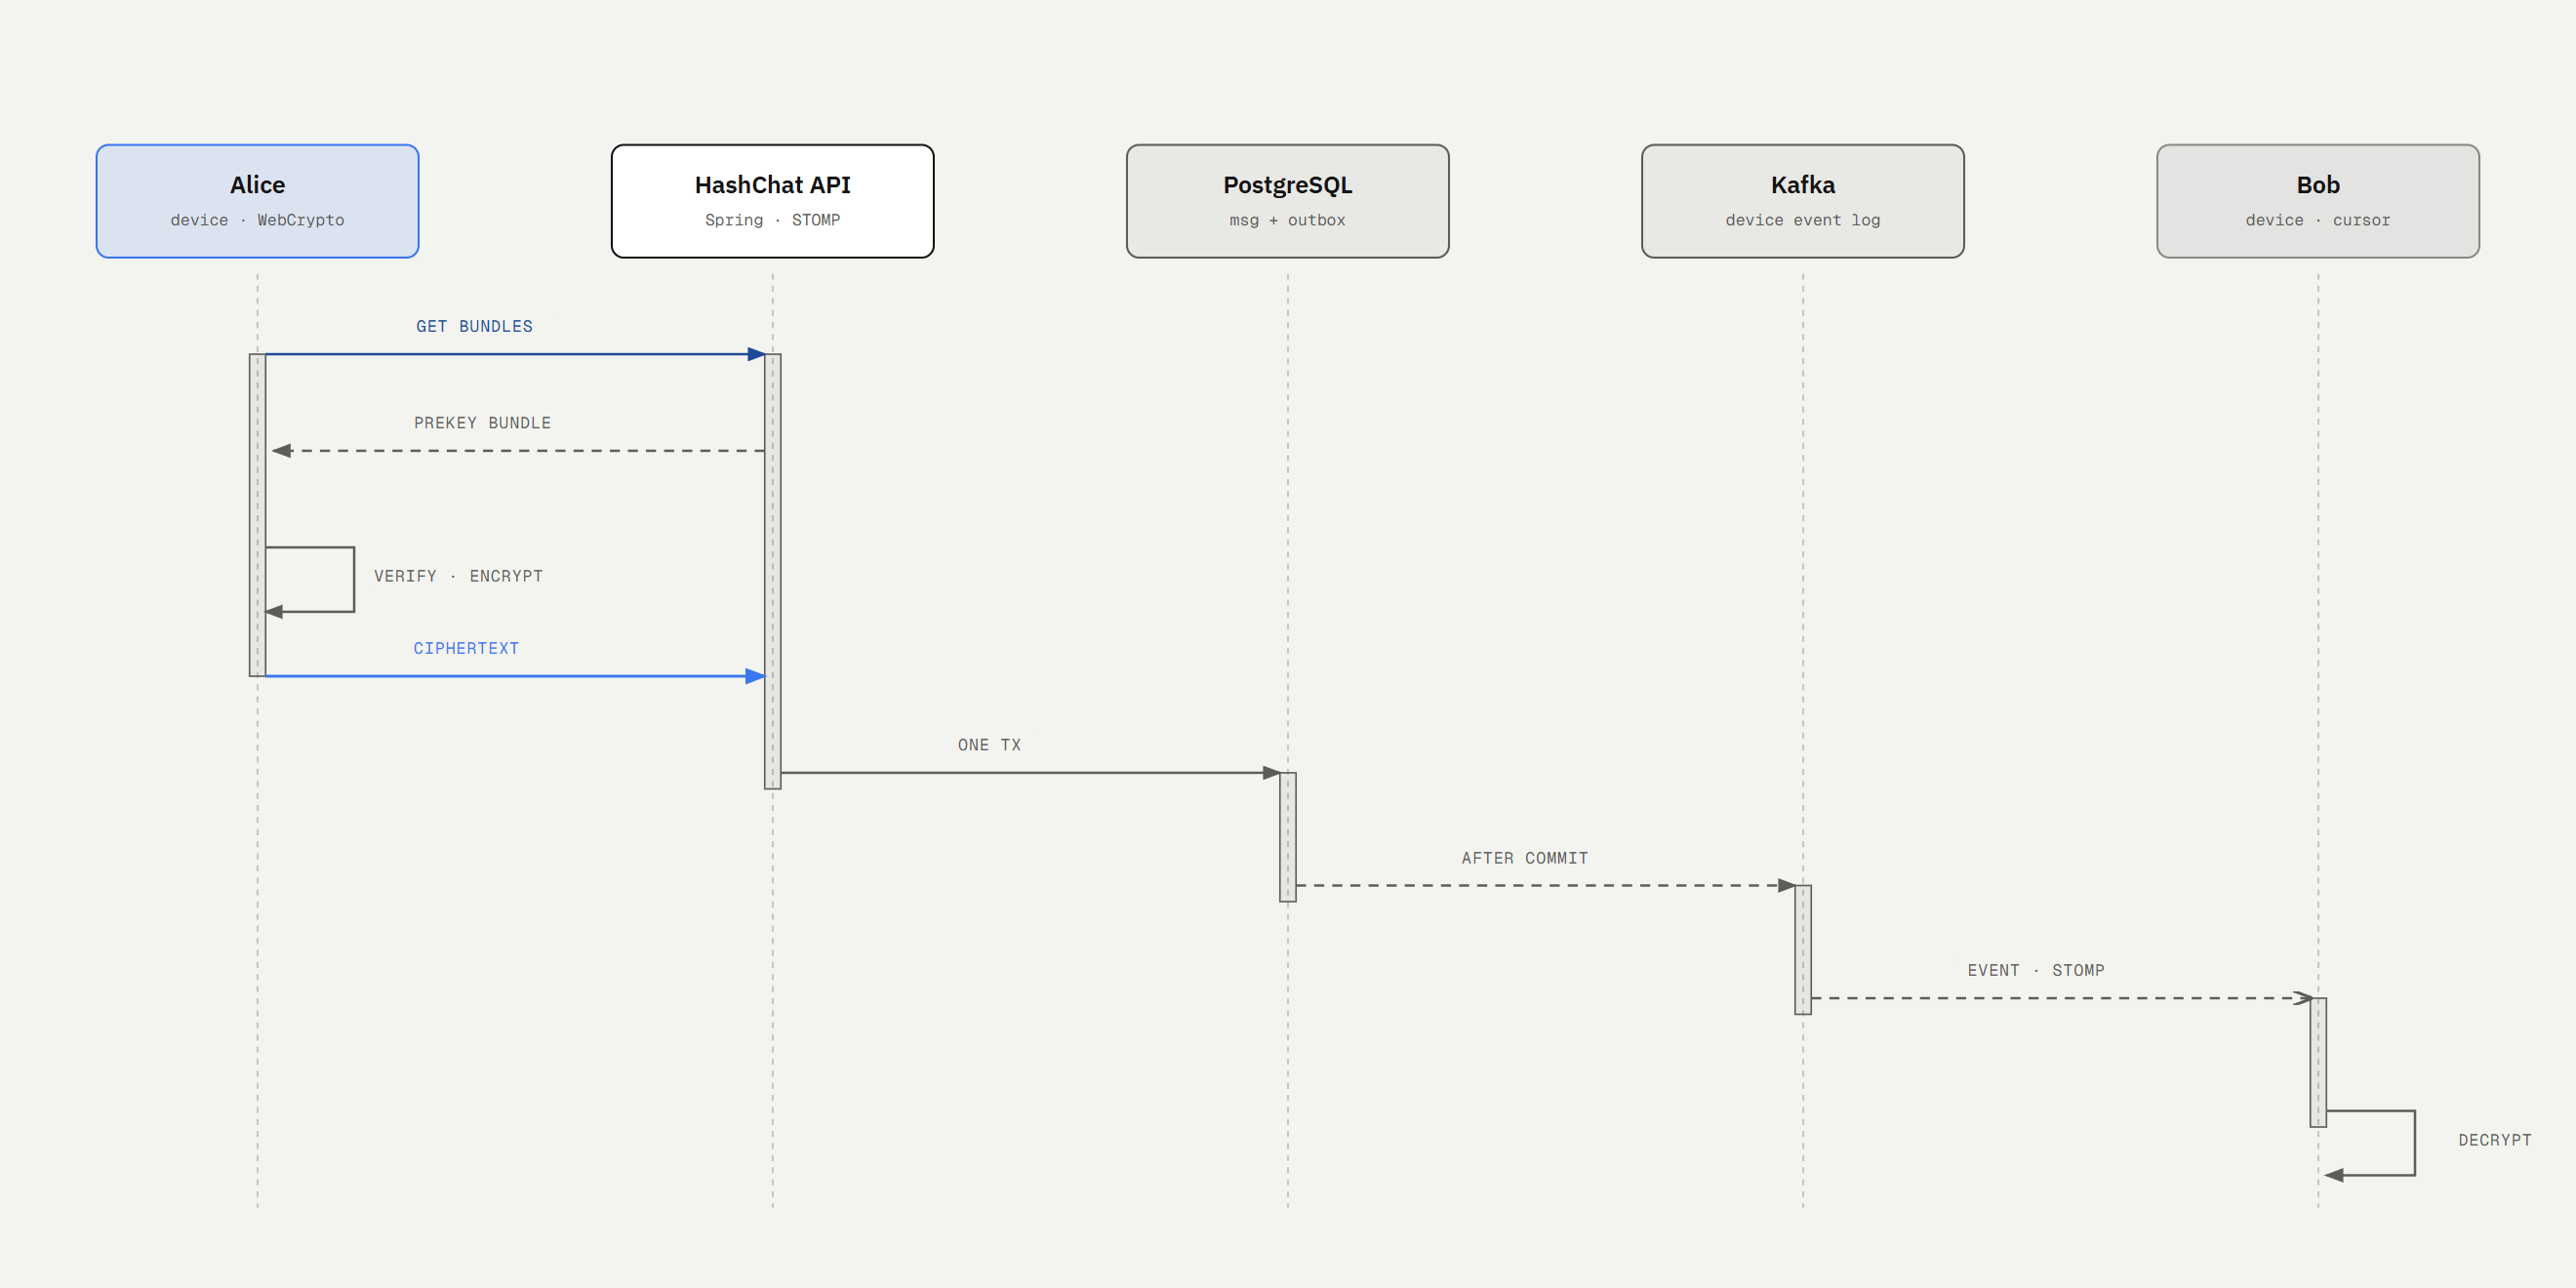 Alice
device · WebCrypto
HashChat API
Spring · STOMP
PostgreSQL
msg + outbox
Kafka
device event log
Bob
device · cursor
GET BUNDLES
PREKEY BUNDLE
VERIFY · ENCRYPT
CIPHERTEXT
ONE TX
AFTER COMMIT
EVENT · STOMP
DECRYPT